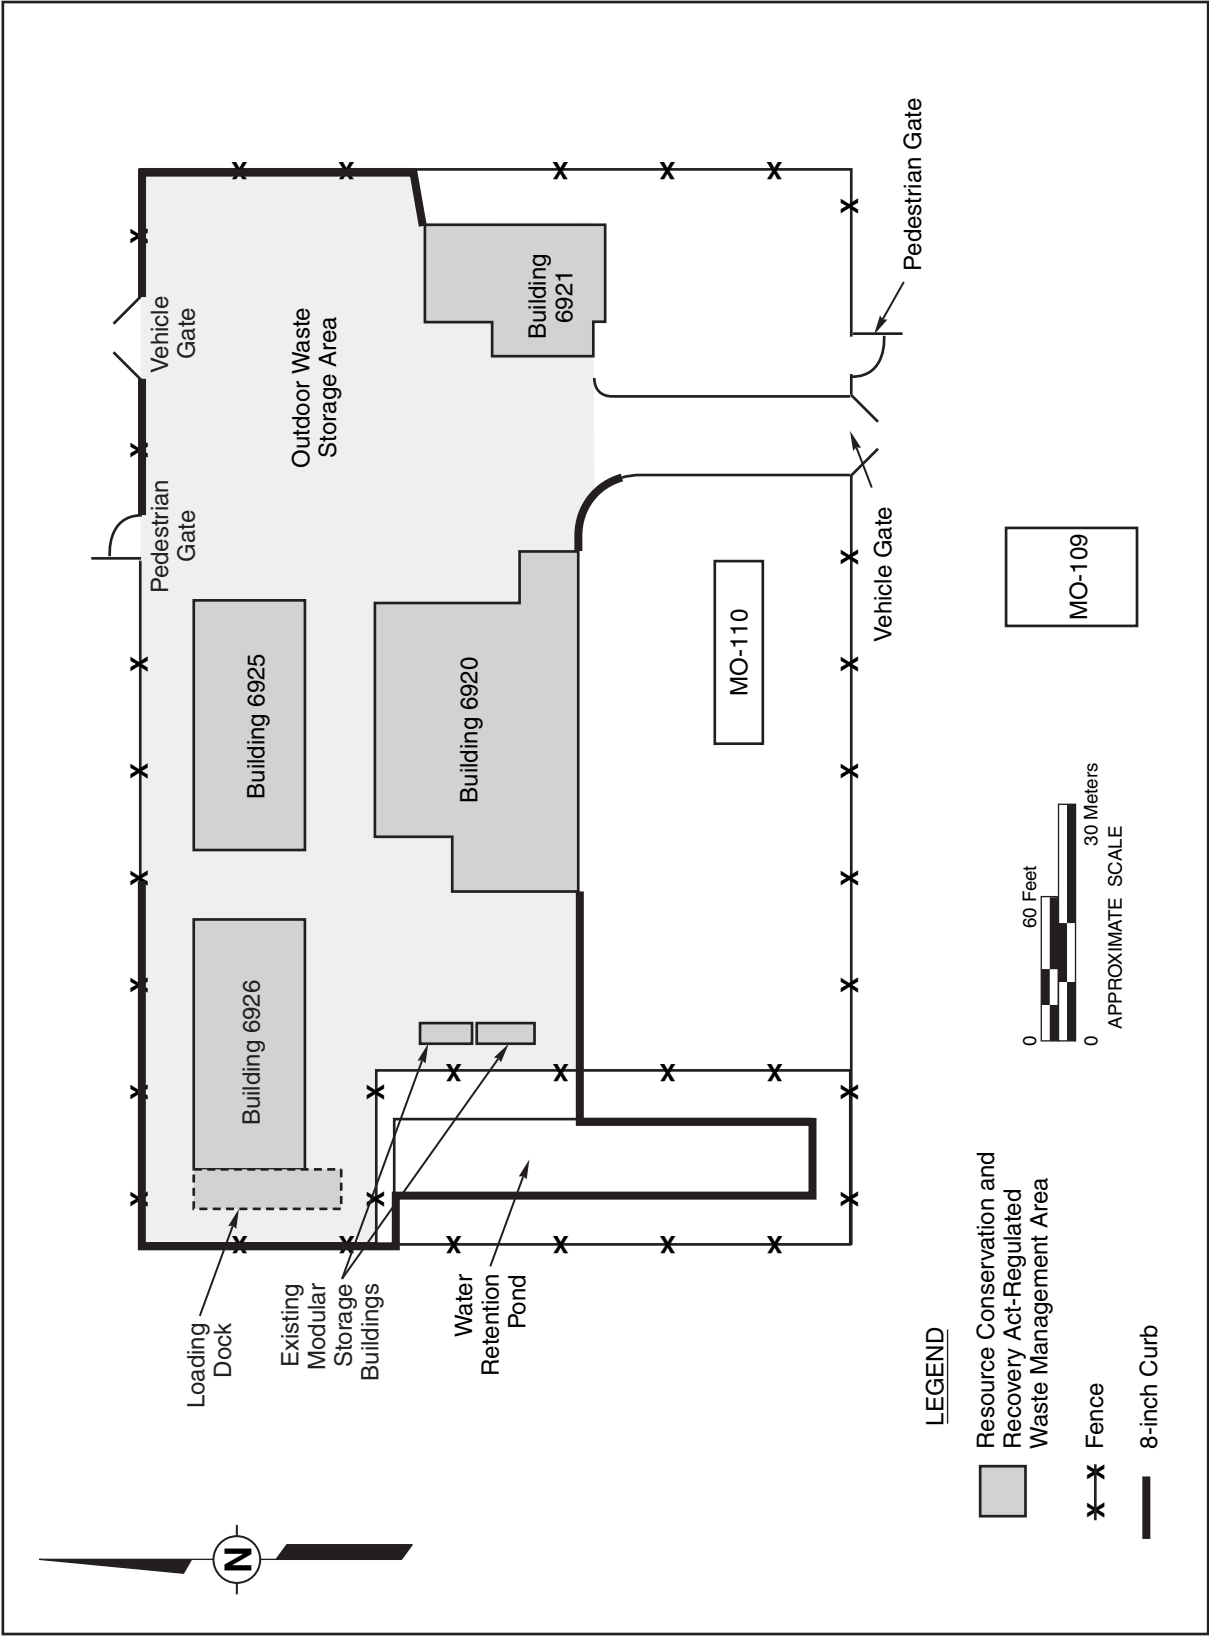 Pedestrian
Gate
Vehicle
Gate
Outdoor Waste
Storage Area
Building 6926
Building 6925
Building 6920
Building
6921
Loading
Dock
Existing
Modular
Storage
Buildings
Water
Retention
Pond
MO-110
Vehicle Gate
Pedestrian Gate
MO-109
N
LEGEND
Resource Conservation and
Recovery Act-Regulated
Waste Management Area
Fence
8-inch Curb
0 60 Feet
0 30 Meters
APPROXIMATE SCALE